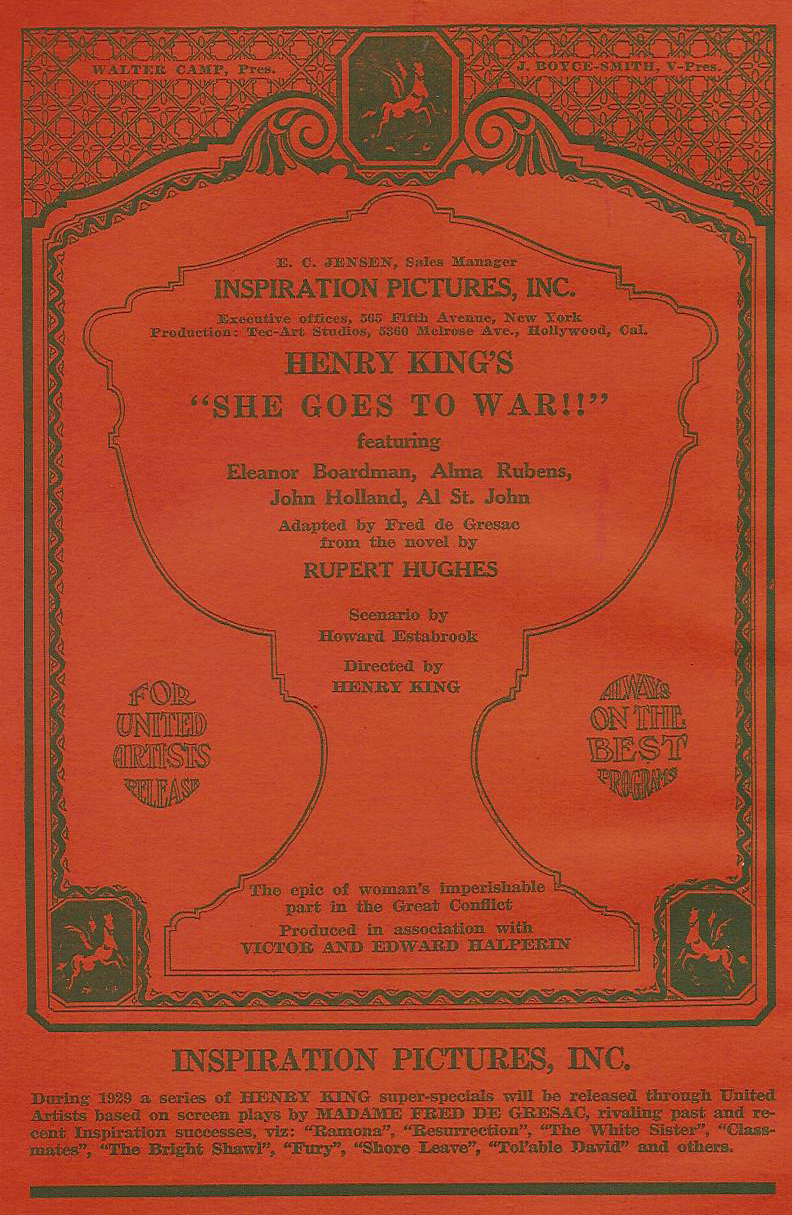 WALTER CAMP, Pres.
J. BOYCE-SMITH, V-Pres.
E. C. JENSEN, Sales Manager
INSPIRATION PICTURES, INC.
Executive offices, 565 Fifth Avenue, New York
Production: Tec-Art Studios, 5360 Melrose Ave., Hollywood, Cal.
HENRY KING'S
“SHE GOES TO WAR!!”
featuring
Eleanor Boardman, Alma Rubens,
John Holland, Al St. John
Adapted by Fred de Gresac
from the novel by
RUPERT HUGHES
Scenario by
Howard Estabrook
Directed by
HENRY KING
FOR
UNITED
ARTISTS
RELEASE
ALWAYS
ON THE
BEST
PROGRAMS
The epic of woman's imperishable
part in the Great Conflict
Produced in association with
VICTOR AND EDWARD HALPERIN
INSPIRATION PICTURES, INC.
During 1929 a series of HENRY KING super-specials will be released through United
Artists based on screen plays by MADAME FRED DE GRESAC, rivaling past and re-
cent Inspiration successes, viz: “Ramona”, “Resurrection”, “The White Sister”, “Class-
mates”, “The Bright Shawl”, “Fury”, “Shore Leave”, “Tol'able David” and others.